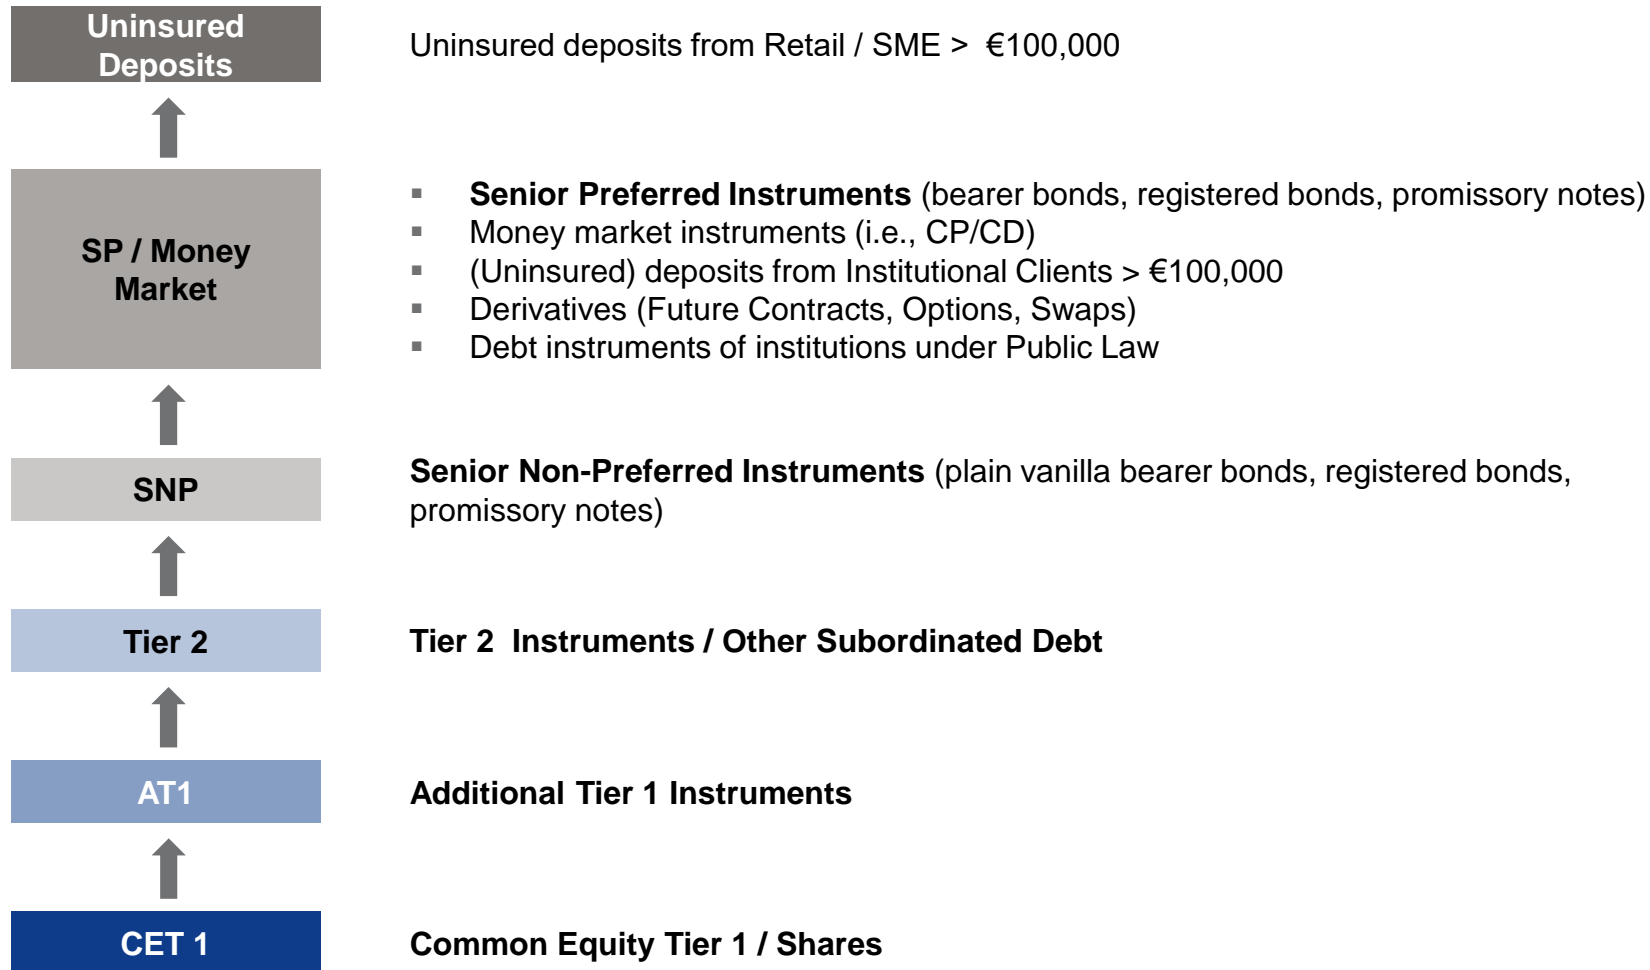 Uninsured
Deposits
Uninsured deposits from Retail / SME > €100,000
SP / Money
Market
▪ Senior Preferred Instruments (bearer bonds, registered bonds, promissory notes)
▪ Money market instruments (i.e., CP/CD)
▪ (Uninsured) deposits from Institutional Clients > €100,000
▪ Derivatives (Future Contracts, Options, Swaps)
▪ Debt instruments of institutions under Public Law
SNP
Senior Non-Preferred Instruments (plain vanilla bearer bonds, registered bonds,
promissory notes)
Tier 2
Tier 2 Instruments / Other Subordinated Debt
AT1
Additional Tier 1 Instruments
CET 1
Common Equity Tier 1 / Shares